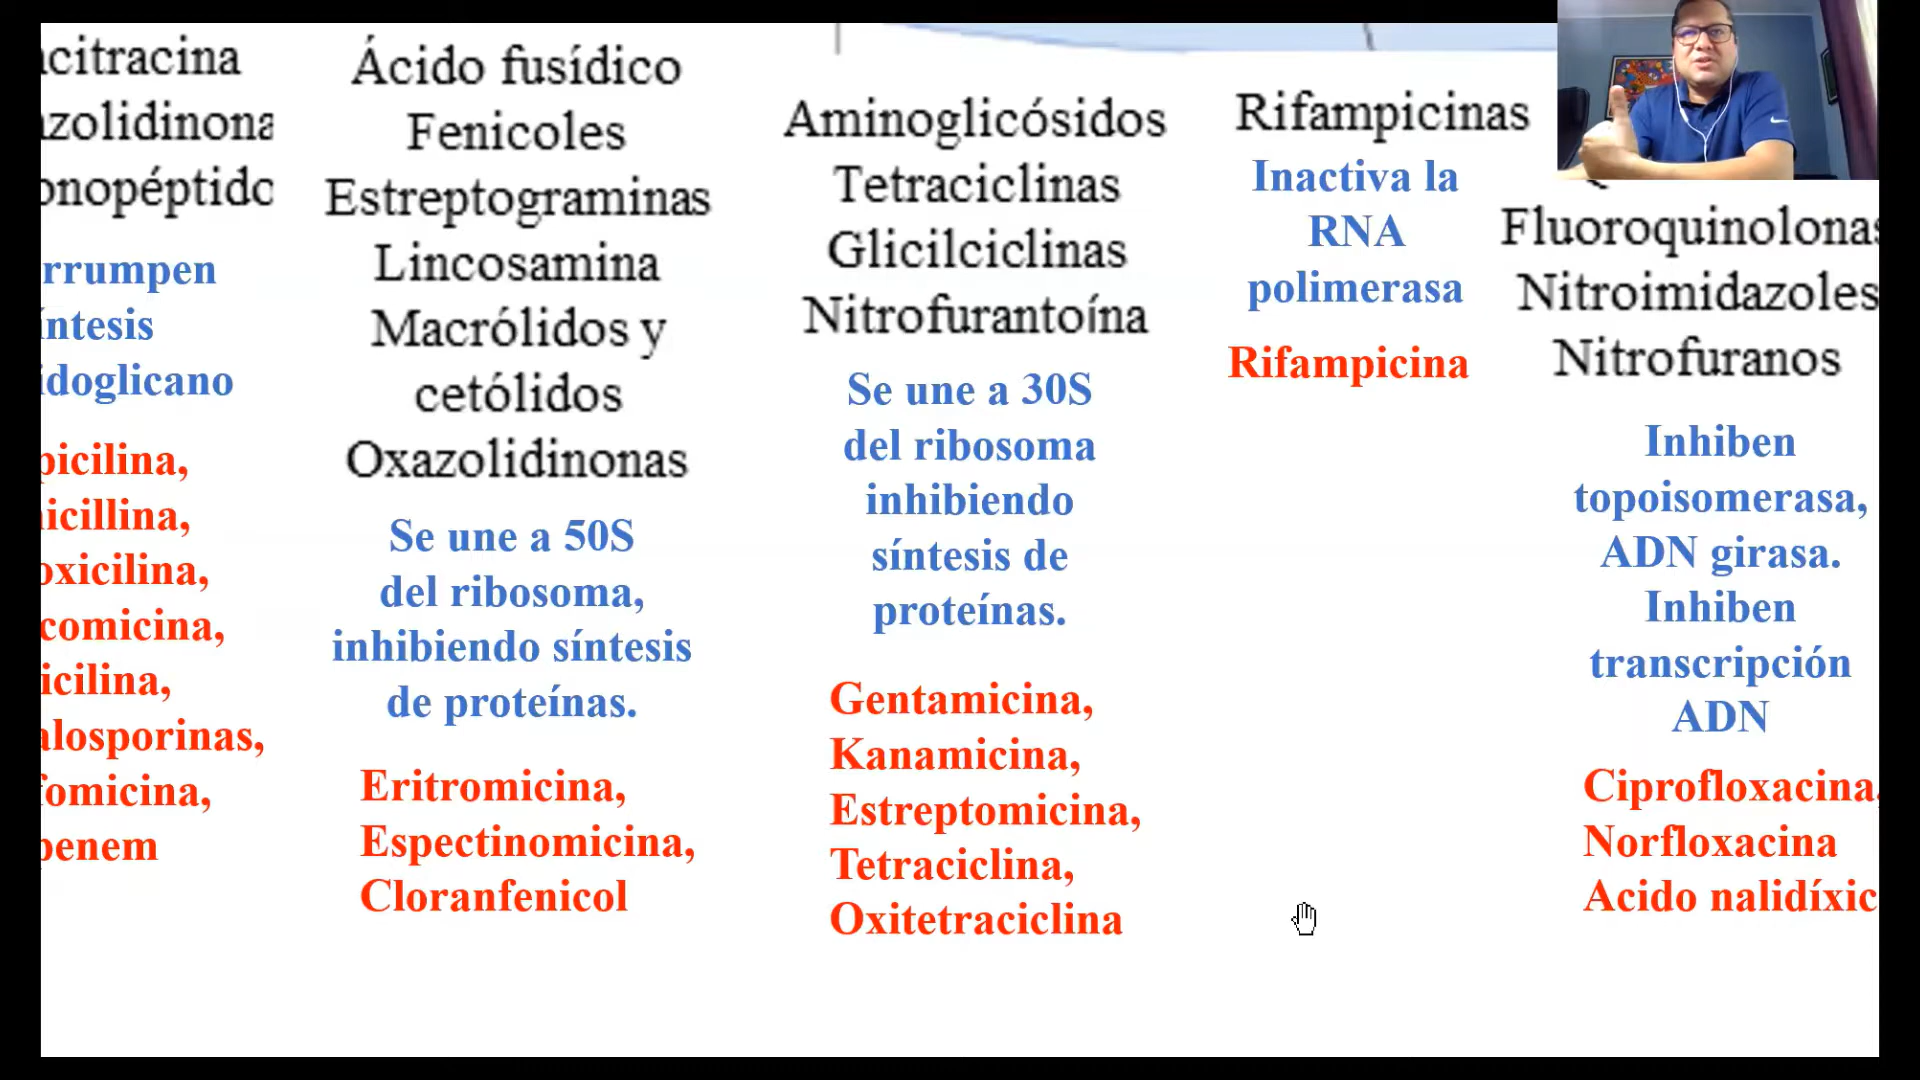 acitracina
azolidinona
onopéptido
rrumpen
íntesis
idoglicano
picilina,
icillina,
oxicilina,
comicina,
icilina,
alosporinas,
fomicina,
penem
Ácido fusídico
Fenicoles
Estreptograminas
Lincosamina
Macrólidos y
cetólidos
Oxazolidinonas
Se une a 50S
del ribosoma,
inhibiendo síntesis
de proteínas.
Eritromicina,
Espectinomicina,
Cloranfenicol
Aminoglicósidos
Tetraciclinas
Glicilciclinas
Nitrofurantoína
Se une a 30S
del ribosoma
inhibiendo
síntesis de
proteínas.
Gentamicina,
Kanamicina,
Estreptomicina,
Tetraciclina,
Oxitetraciclina
Rifampicinas
Inactiva la
RNA
polimerasa
Rifampicina
Fluoroquinolonas
Nitroimidazoles
Nitrofuranos
Inhiben
topoisomerasa,
ADN girasa.
Inhiben
transcripción
ADN
Ciprofloxacina,
Norfloxacina
Acido nalidíxic